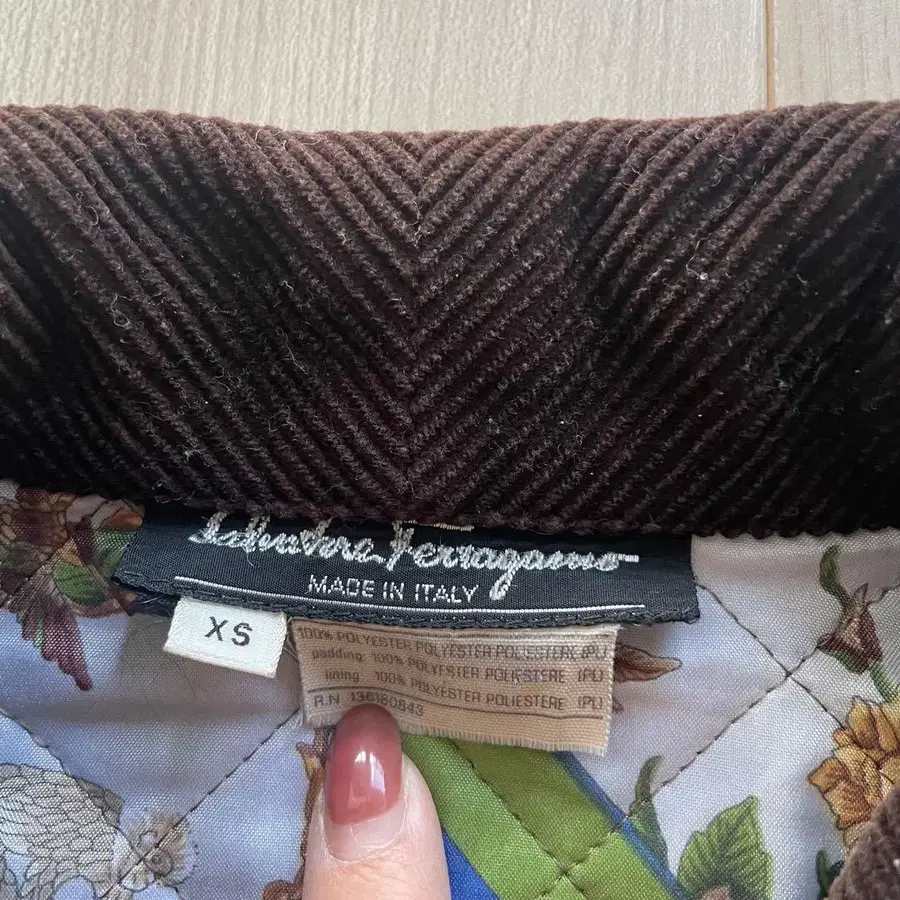 Salvatore Ferragamo
MADE IN ITALY
XS
100% POLYESTER POLIESTERE (PL)
padding: 100% POLYESTER POLIESTERE (PL)
lining: 100% POLYESTER POLIESTERE (PL)
R.N 136180843